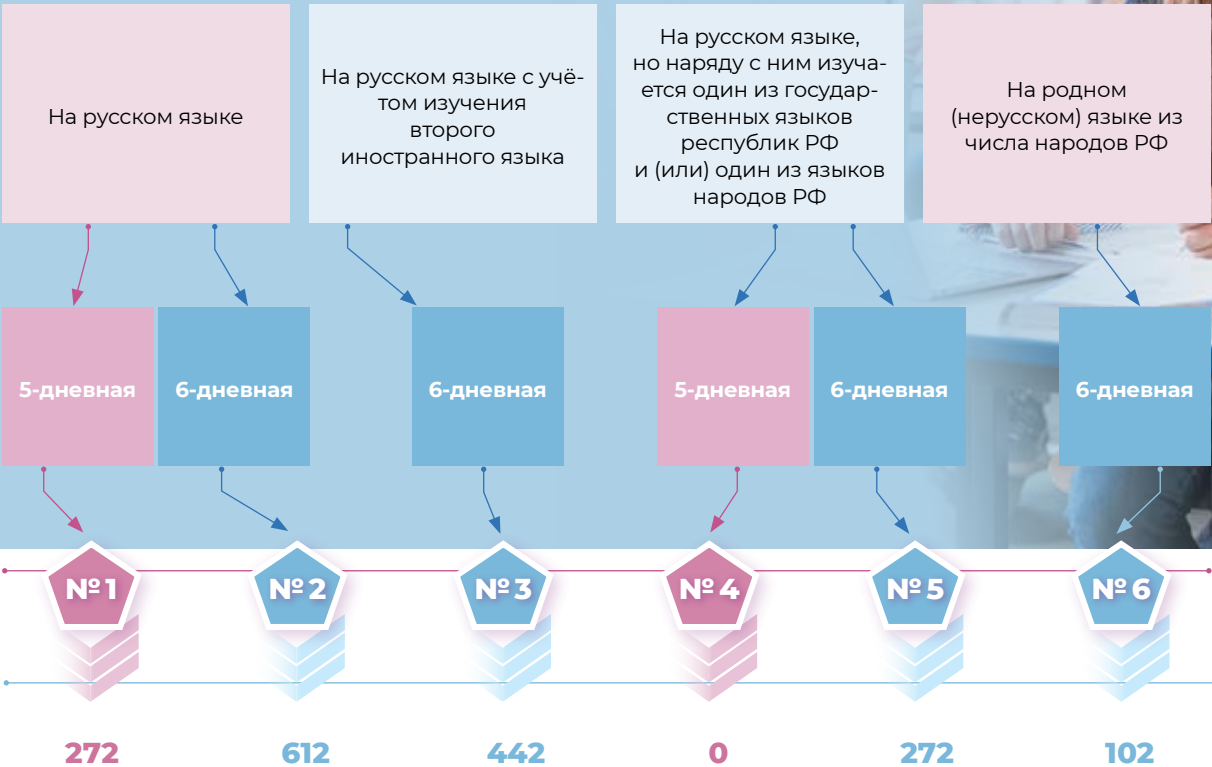 На русском языке
На русском языке с учё-
том изучения
второго
иностранного языка
На русском языке,
но наряду с ним изуча-
ется один из государ-
ственных языков
республик РФ
и (или) один из языков
народов РФ
На родном
(нерусском) языке из
числа народов РФ
5-дневная
6-дневная
6-дневная
5-дневная
6-дневная
6-дневная
№ 1
№ 2
№ 3
№ 4
№ 5
№ 6
272
612
442
0
272
102